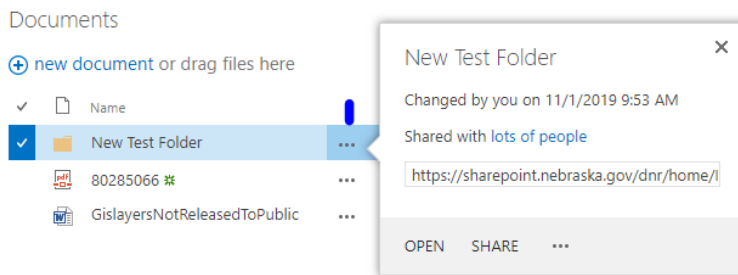 Documents
new document or drag files here
Name
New Test Folder ...
80285066 ...
GislayersNotReleasedToPublic ...
New Test Folder
Changed by you on 11/1/2019 9:53 AM
Shared with lots of people
https://sharepoint.nebraska.gov/dnr/home/
OPEN SHARE ...